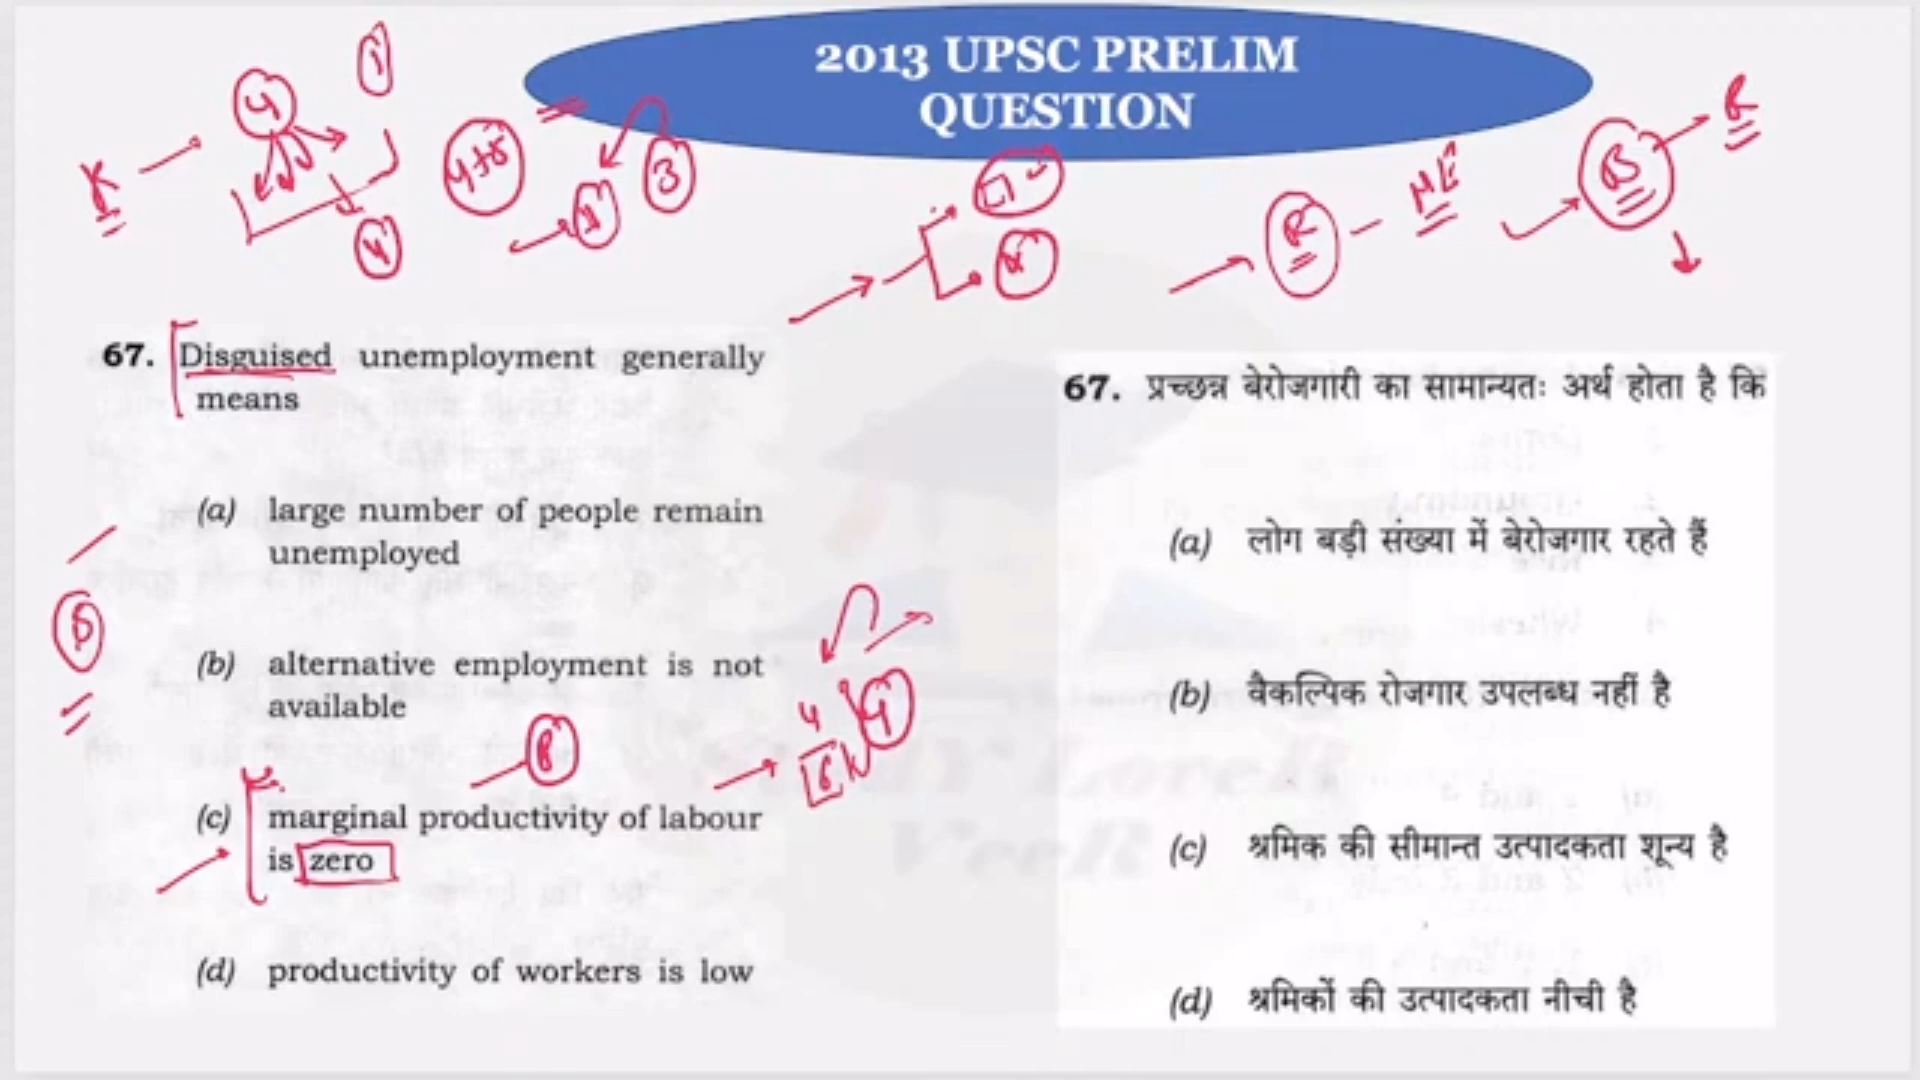 2013 UPSC PRELIM
QUESTION
67. Disguised unemployment generally
means
(a) large number of people remain
unemployed
(b) alternative employment is not
available
(c) marginal productivity of labour
is zero
(d) productivity of workers is low
67. प्रच्छन्न बेरोजगारी का सामान्यतः अर्थ होता है कि
(a) लोग बड़ी संख्या में बेरोजगार रहते हैं
(b) वैकल्पिक रोजगार उपलब्ध नहीं है
(c) श्रमिक की सीमान्त उत्पादकता शून्य है
(d) श्रमिकों की उत्पादकता नीची है